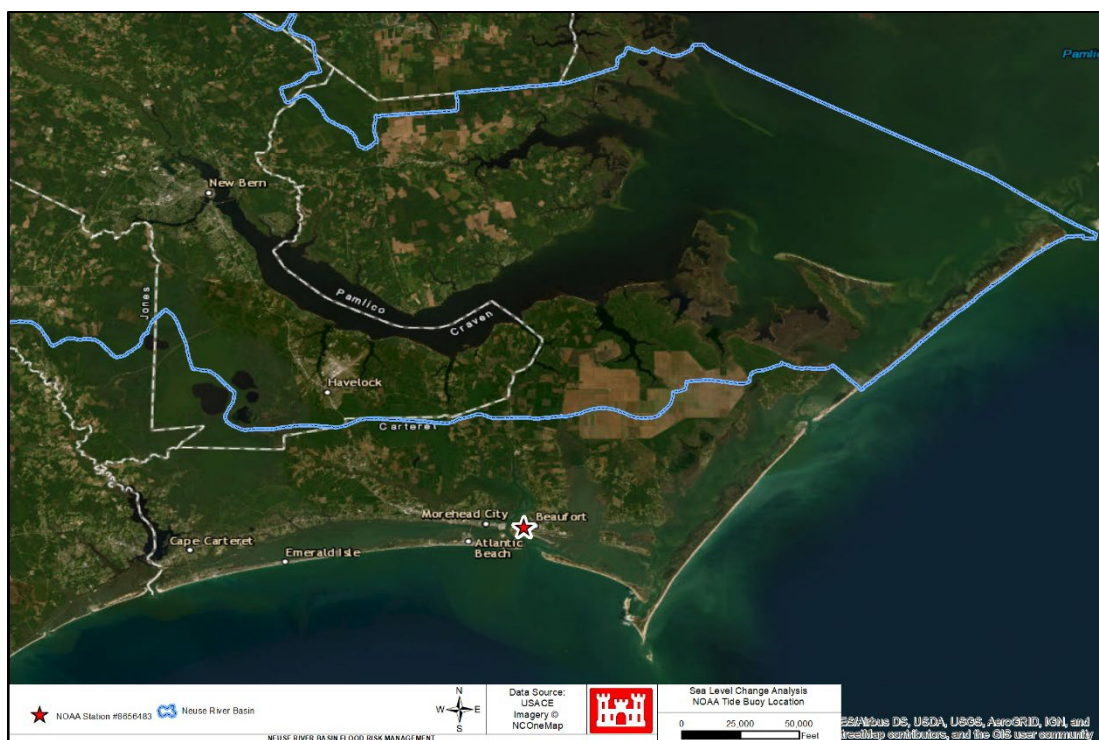 Pamlico
New Bern
Jones
Pamlico
Craven
Havelock
Carteret
Morehead City
Beaufort
Cape Carteret
Atlantic
Beach
Emerald Isle
NOAA Station #8656483
Neuse River Basin
N
W
E
S
Data Source:
USACE
Imagery ©
NCOneMap
Sea Level Change Analysis
NOAA Tide Buoy Location
0 25,000 50,000
Feet
NEUSE RIVER BASIN FLOOD RISK MANAGEMENT
Airbus DS, USDA, USGS, AeroGRID, IGN, and
contributors, and the GIS user community